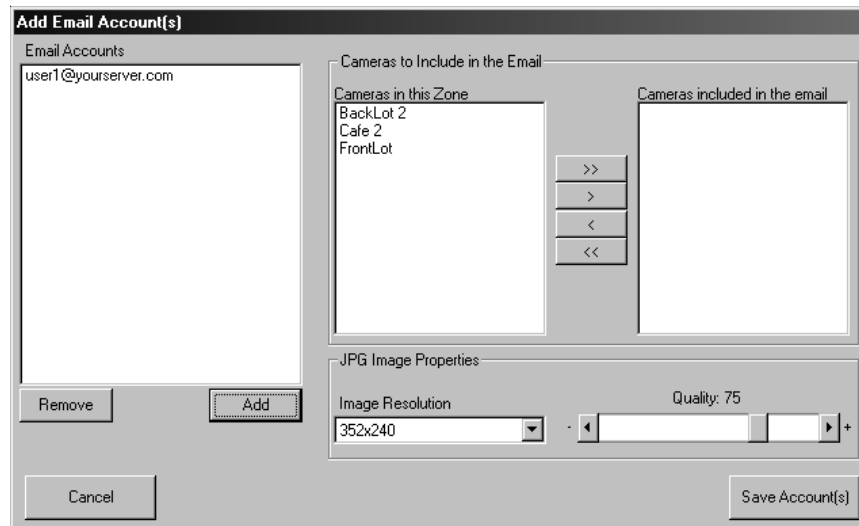 Add Email Account(s)
Email Accounts
user1@yourserver.com
Remove
Add
Cameras to Include in the Email
Cameras in this Zone
BackLot 2
Cafe 2
FrontLot
>>
>
<
<<
Cameras included in the email
JPG Image Properties
Image Resolution
352x240
Quality: 75
- +
Cancel
Save Account(s)